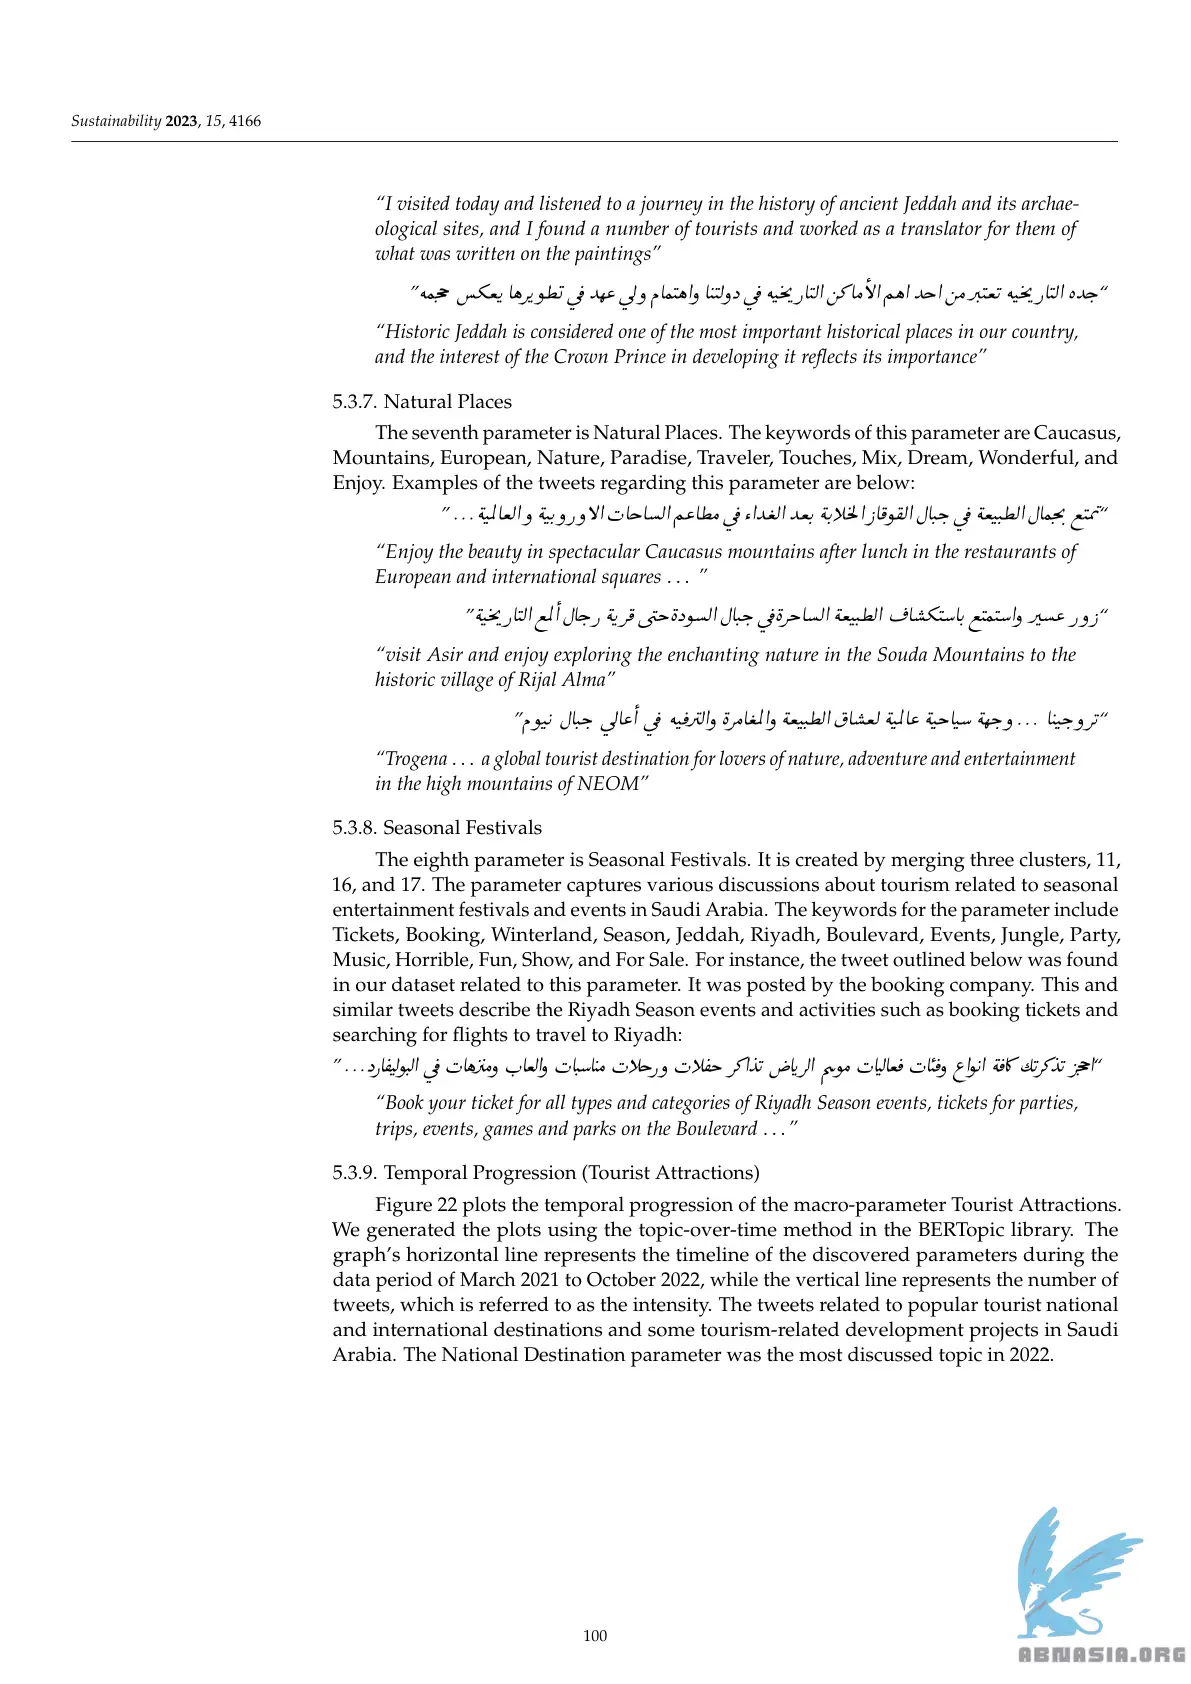 Sustainability 2023, 15, 4166
“I visited today and listened to a journey in the history of ancient Jeddah and its archae-
ological sites, and I found a number of tourists and worked as a translator for them of
what was written on the paintings”
“جده التاريخيه تعتبر من احد اهم الأماكن التاريخيه في دولتنا واهتمام ولي عهد في تطويرها يعكس حجمه”
“Historic Jeddah is considered one of the most important historical places in our country,
and the interest of the Crown Prince in developing it reflects its importance”
5.3.7. Natural Places
The seventh parameter is Natural Places. The keywords of this parameter are Caucasus,
Mountains, European, Nature, Paradise, Traveler, Touches, Mix, Dream, Wonderful, and
Enjoy. Examples of the tweets regarding this parameter are below:
“تمتع بجمال الطبيعة في جبال القوقاز الخلابة بعد الغداء في مطاعم الساحات الاوروبية و العالمية ...”
“Enjoy the beauty in spectacular Caucasus mountains after lunch in the restaurants of
European and international squares . . . ”
“زور عسير واستمتع باستكشاف الطبيعة الساحرةفي جبال السودةحتى قرية رجال ألمع التاريخية”
“visit Asir and enjoy exploring the enchanting nature in the Souda Mountains to the
historic village of Rijal Alma”
“تروجينا ... وجهة سياحية عالمية لعشاق الطبيعة والمغامرة والترفيه في أعالي جبال نيوم”
“Trogena . . . a global tourist destination for lovers of nature, adventure and entertainment
in the high mountains of NEOM”
5.3.8. Seasonal Festivals
The eighth parameter is Seasonal Festivals. It is created by merging three clusters, 11,
16, and 17. The parameter captures various discussions about tourism related to seasonal
entertainment festivals and events in Saudi Arabia. The keywords for the parameter include
Tickets, Booking, Winterland, Season, Jeddah, Riyadh, Boulevard, Events, Jungle, Party,
Music, Horrible, Fun, Show, and For Sale. For instance, the tweet outlined below was found
in our dataset related to this parameter. It was posted by the booking company. This and
similar tweets describe the Riyadh Season events and activities such as booking tickets and
searching for flights to travel to Riyadh:
“احجز تذكرتك كافة انواع وفئات فعاليات موسم الرياض تذاكر حفلات ورحلات مناسبات والعاب ومنتزهات في البوليفارد...”
“Book your ticket for all types and categories of Riyadh Season events, tickets for parties,
trips, events, games and parks on the Boulevard . . . ”
5.3.9. Temporal Progression (Tourist Attractions)
Figure 22 plots the temporal progression of the macro-parameter Tourist Attractions.
We generated the plots using the topic-over-time method in the BERTopic library. The
graph’s horizontal line represents the timeline of the discovered parameters during the
data period of March 2021 to October 2022, while the vertical line represents the number of
tweets, which is referred to as the intensity. The tweets related to popular tourist national
and international destinations and some tourism-related development projects in Saudi
Arabia. The National Destination parameter was the most discussed topic in 2022.
100
ABNASIA.ORG